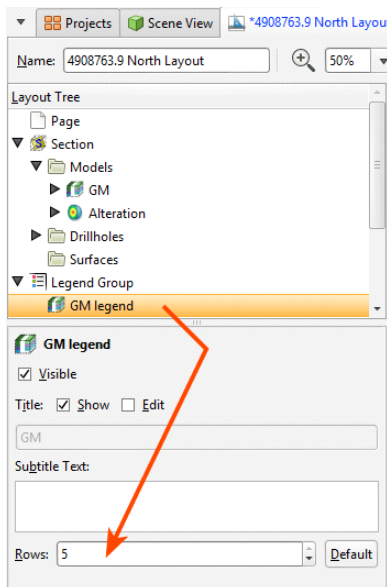 Projects Scene View *4908763.9 North Layou
Name: 4908763.9 North Layout 50%
Layout Tree
Page
Section
Models
GM
Alteration
Drillholes
Surfaces
Legend Group
GM legend
GM legend
Visible
Title: Show Edit
GM
Subtitle Text:
Rows: 5 Default